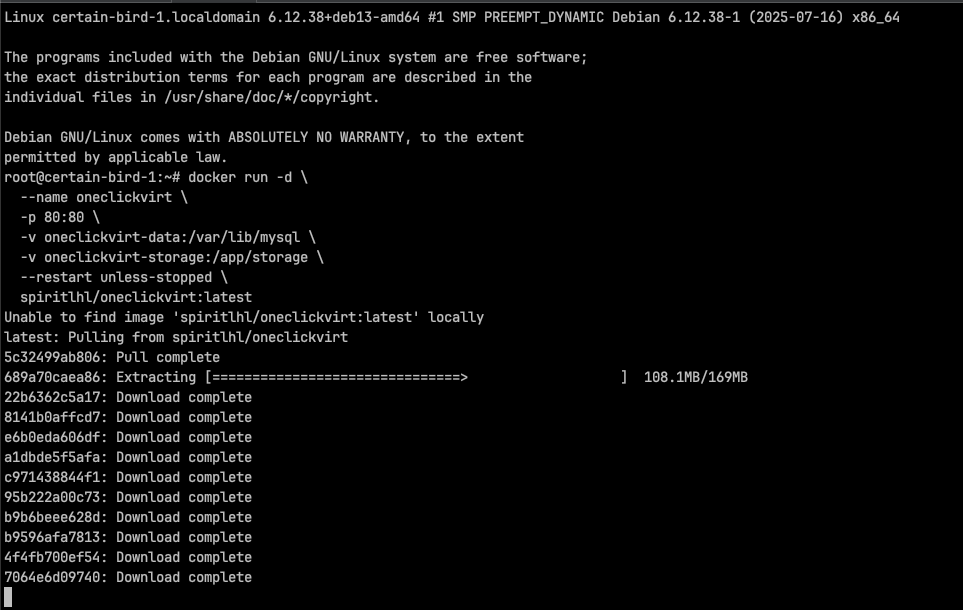 Linux certain-bird-1.localdomain 6.12.38+deb13-amd64 #1 SMP PREEMPT_DYNAMIC Debian 6.12.38-1 (2025-07-16) x86_64
The programs included with the Debian GNU/Linux system are free software;
the exact distribution terms for each program are described in the
individual files in /usr/share/doc/*/copyright.
Debian GNU/Linux comes with ABSOLUTELY NO WARRANTY, to the extent
permitted by applicable law.
root@certain-bird-1:~# docker run -d \
  --name oneclickvirt \
  -p 80:80 \
  -v oneclickvirt-data:/var/lib/mysql \
  -v oneclickvirt-storage:/app/storage \
  --restart unless-stopped \
  spiritlhl/oneclickvirt:latest
Unable to find image 'spiritlhl/oneclickvirt:latest' locally
latest: Pulling from spiritlhl/oneclickvirt
5c32499ab806: Pull complete
689a70caea86: Extracting [===============================>                   ]  108.1MB/169MB
22b6362c5a17: Download complete
8141b0affcd7: Download complete
e6b0eda606df: Download complete
a1dbde5f5afa: Download complete
c971438844f1: Download complete
95b222a00c73: Download complete
b9b6beee628d: Download complete
b9596afa7813: Download complete
4f4fb700ef54: Download complete
7064e6d09740: Download complete